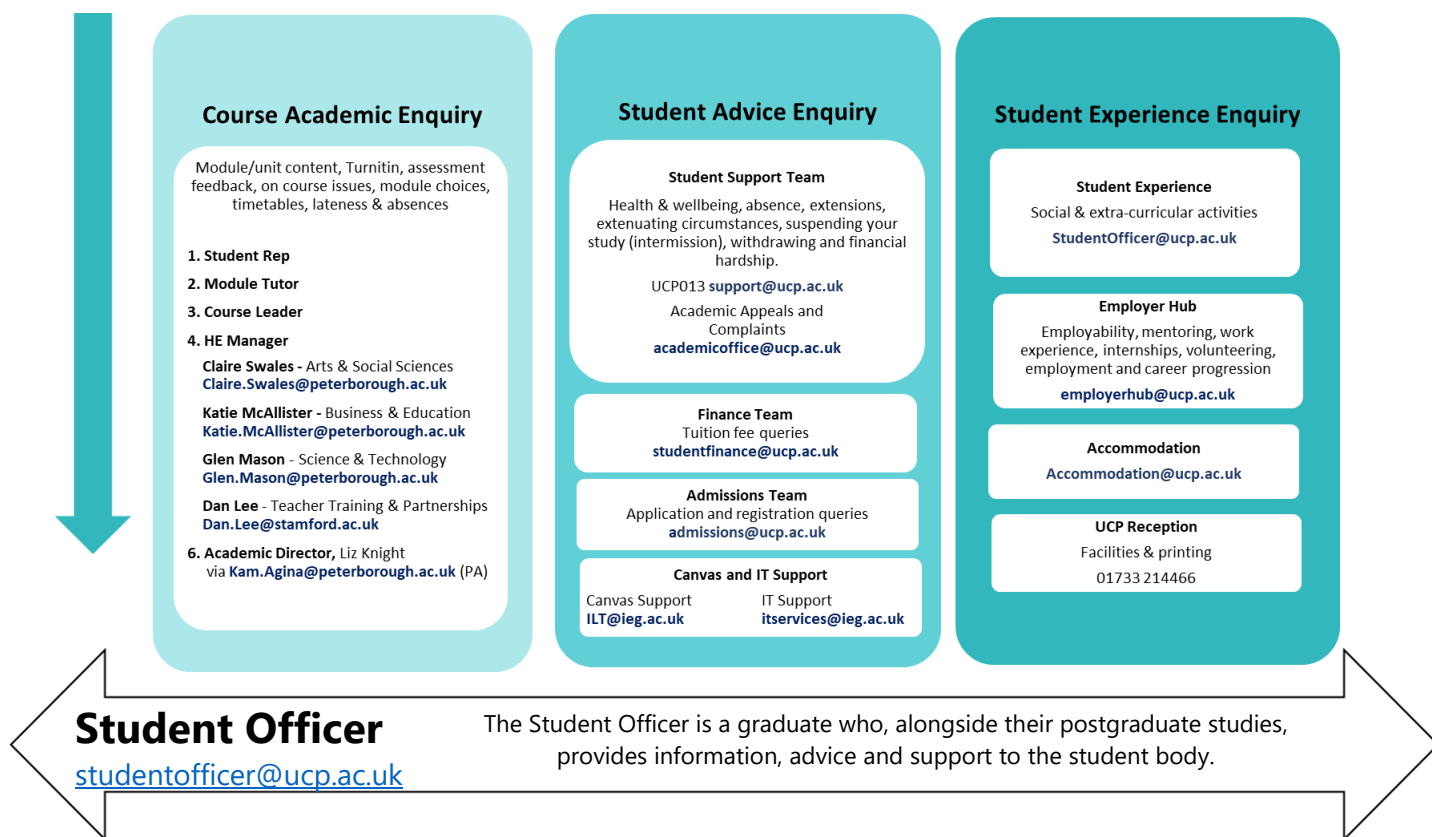 Course Academic Enquiry
Module/unit content, Turnitin, assessment
feedback, on course issues, module choices,
timetables, lateness & absences
1. Student Rep
2. Module Tutor
3. Course Leader
4. HE Manager
Claire Swales - Arts & Social Sciences
Claire.Swales@peterborough.ac.uk
Katie McAllister - Business & Education
Katie.McAllister@peterborough.ac.uk
Glen Mason - Science & Technology
Glen.Mason@peterborough.ac.uk
Dan Lee - Teacher Training & Partnerships
Dan.Lee@stamford.ac.uk
6. Academic Director, Liz Knight
via Kam.Agina@peterborough.ac.uk (PA)
Student Advice Enquiry
Student Support Team
Health & wellbeing, absence, extensions,
extenuating circumstances, suspending your
study (intermission), withdrawing and financial
hardship.
UCP013 support@ucp.ac.uk
Academic Appeals and
Complaints
academicoffice@ucp.ac.uk
Finance Team
Tuition fee queries
studentfinance@ucp.ac.uk
Admissions Team
Application and registration queries
admissions@ucp.ac.uk
Canvas and IT Support
Canvas Support IT Support
ILT@ieg.ac.uk itservices@ieg.ac.uk
Student Experience Enquiry
Student Experience
Social & extra-curricular activities
StudentOfficer@ucp.ac.uk
Employer Hub
Employability, mentoring, work
experience, internships, volunteering,
employment and career progression
employerhub@ucp.ac.uk
Accommodation
Accommodation@ucp.ac.uk
UCP Reception
Facilities & printing
01733 214466
Student Officer
studentofficer@ucp.ac.uk
The Student Officer is a graduate who, alongside their postgraduate studies,
provides information, advice and support to the student body.